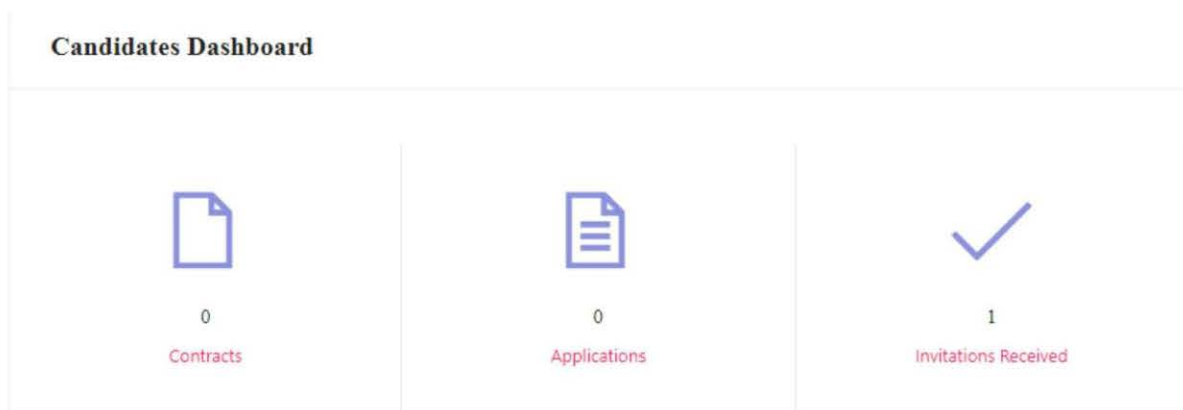 Candidates Dashboard
0
Contracts
0
Applications
1
Invitations Received